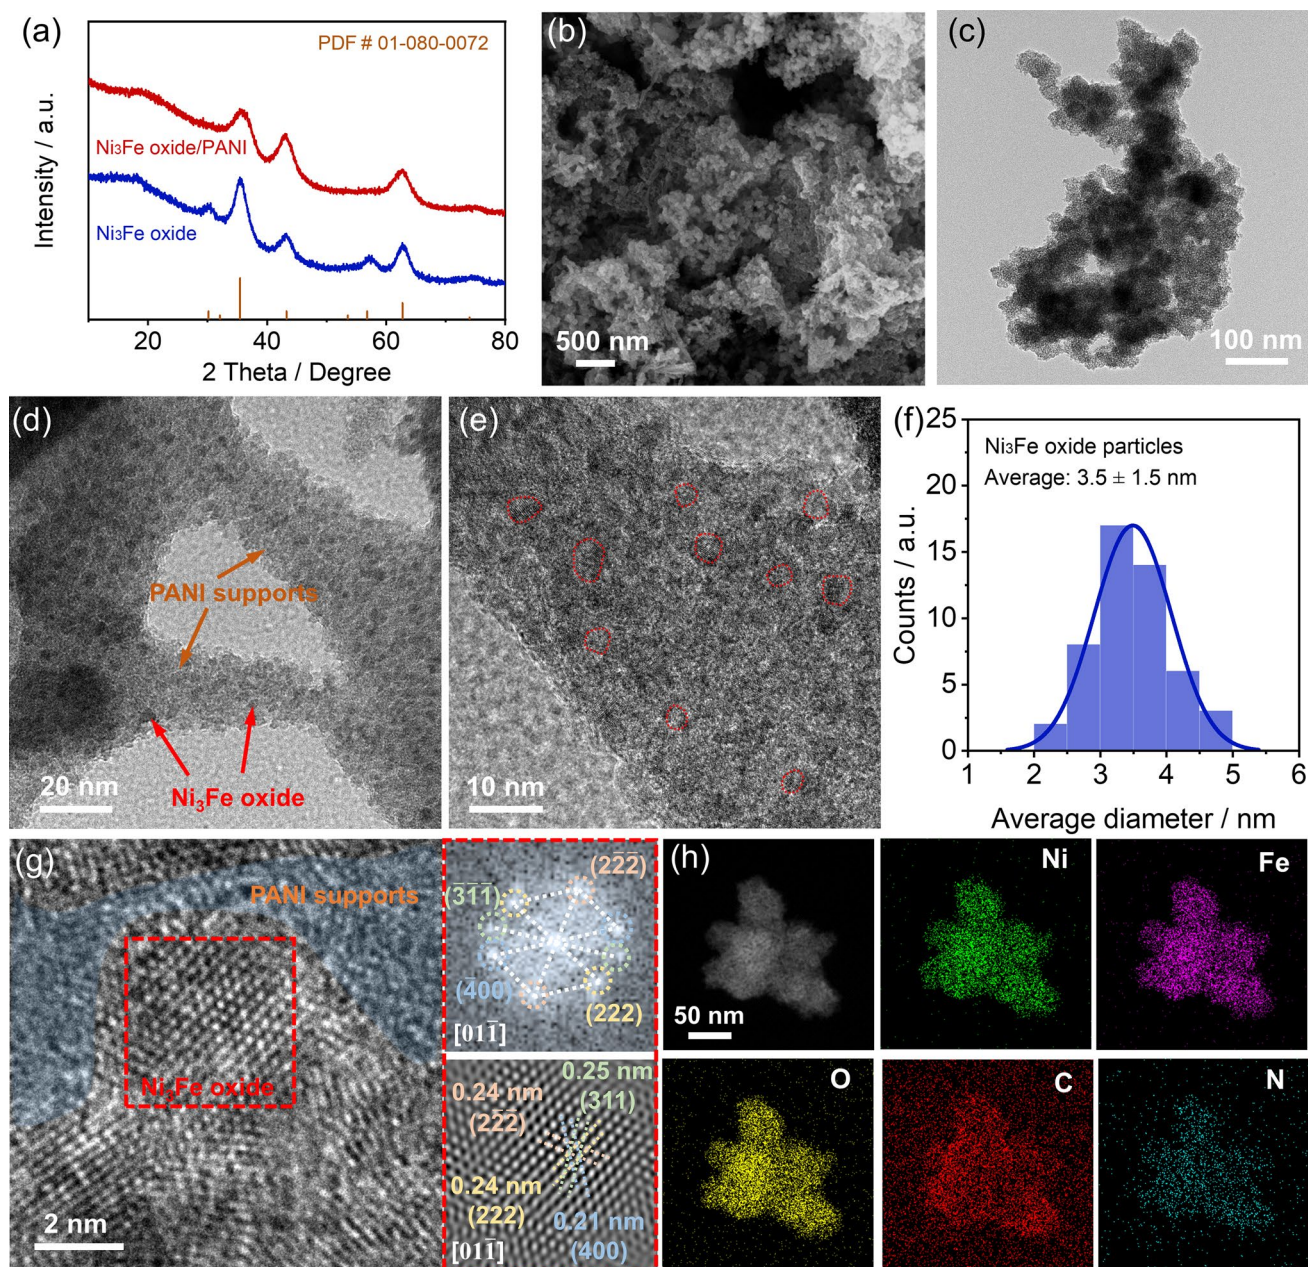 (a)
PDF # 01-080-0072
Ni₃Fe oxide/PANI
Ni₃Fe oxide
Intensity / a.u.
20 40 60 80
2 Theta / Degree
(b)
500 nm
(c)
100 nm
(d)
PANI supports
20 nm
Ni₃Fe oxide
(e)
10 nm
(f)
Ni₃Fe oxide particles
Average: 3.5 ± 1.5 nm
Counts / a.u.
25
20
15
10
5
0
1 2 3 4 5 6
Average diameter / nm
(g)
PANI supports
Ni₃Fe oxide
2 nm
(22̅2̅)
(3̅1̅1̅)
(4̅00)
(222)
[011̅]
0.25 nm
(311)
0.24 nm
(22̅2̅)
0.24 nm
(222)
0.21 nm
(400)
[011̅]
(h)
50 nm
Ni
Fe
O
C
N